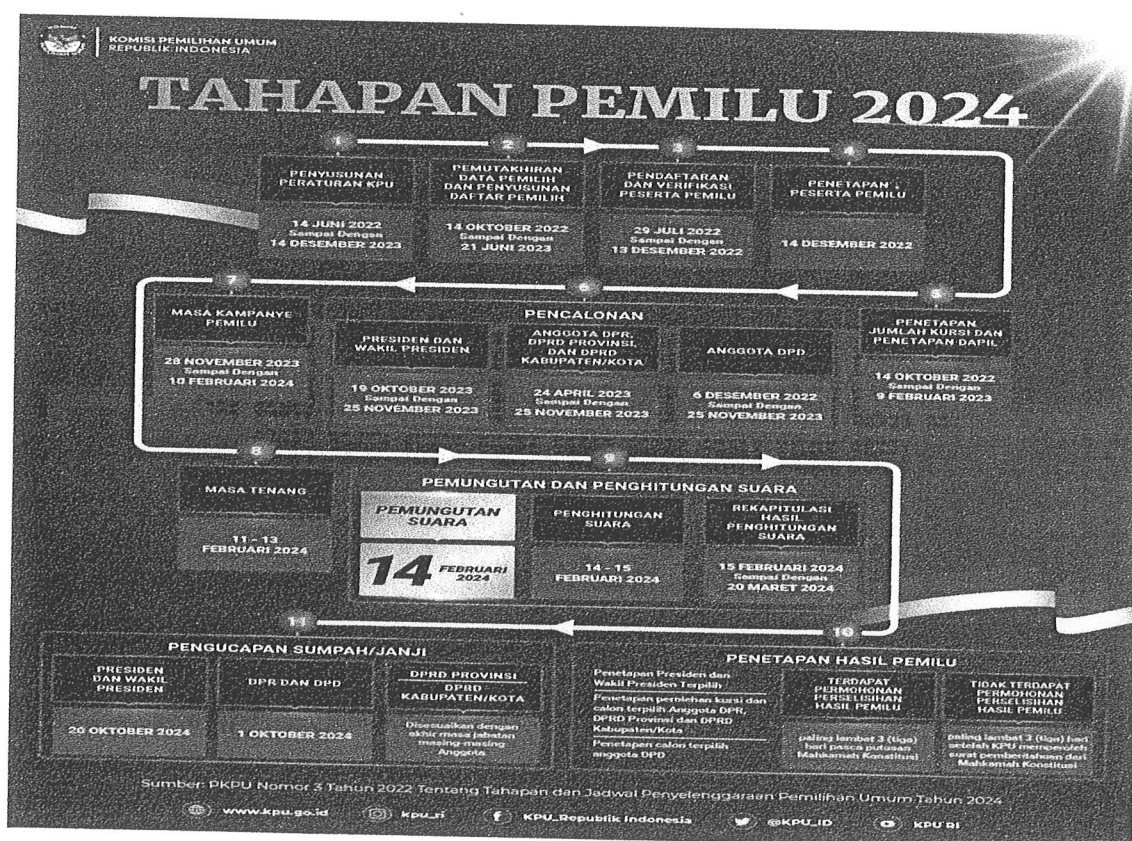 KOMISI PEMILIHAN UMUM
REPUBLIK INDONESIA
TAHAPAN PEMILU 2024
1
PENYUSUNAN
PERATURAN KPU
14 JUNI 2022
Sampai Dengan
14 DESEMBER 2023
2
PEMUTAKHIRAN
DATA PEMILIH
DAN PENYUSUNAN
DAFTAR PEMILIH
14 OKTOBER 2022
Sampai Dengan
21 JUNI 2023
3
PENDAFTARAN
DAN VERIFIKASI
PESERTA PEMILU
29 JULI 2022
Sampai Dengan
13 DESEMBER 2022
4
PENETAPAN
PESERTA PEMILU
14 DESEMBER 2022
5
PENETAPAN
JUMLAH KURSI DAN
PENETAPAN DAPIL
14 OKTOBER 2022
Sampai Dengan
9 FEBRUARI 2023
6
PENCALONAN
PRESIDEN DAN
WAKIL PRESIDEN
19 OKTOBER 2023
Sampai Dengan
25 NOVEMBER 2023
ANGGOTA DPR,
DPRD PROVINSI,
DAN DPRD
KABUPATEN/KOTA
24 APRIL 2023
Sampai Dengan
25 NOVEMBER 2023
ANGGOTA DPD
6 DESEMBER 2022
Sampai Dengan
25 NOVEMBER 2023
7
MASA KAMPANYE
PEMILU
28 NOVEMBER 2023
Sampai Dengan
10 FEBRUARI 2024
8
MASA TENANG
11 - 13
FEBRUARI 2024
9
PEMUNGUTAN DAN PENGHITUNGAN SUARA
PEMUNGUTAN
SUARA
14 FEBRUARI
2024
PENGHITUNGAN
SUARA
14 - 15
FEBRUARI 2024
REKAPITULASI
HASIL
PENGHITUNGAN
SUARA
15 FEBRUARI 2024
Sampai Dengan
20 MARET 2024
10
PENETAPAN HASIL PEMILU
Penetapan Presiden dan
Wakil Presiden Terpilih
Penetapan perolehan kursi dan
calon terpilih Anggota DPR,
DPRD Provinsi dan DPRD
Kabupaten/Kota
Penetapan calon terpilih
anggota DPD
TERDAPAT
PERMOHONAN
PERSELISIHAN
HASIL PEMILU
paling lambat 3 (tiga)
hari pasca putusan
Mahkamah Konstitusi
TIDAK TERDAPAT
PERMOHONAN
PERSELISIHAN
HASIL PEMILU
paling lambat 3 (tiga) hari
setelah KPU memperoleh
surat pemberitahuan dari
Mahkamah Konstitusi
11
PENGUCAPAN SUMPAH/JANJI
PRESIDEN
DAN WAKIL
PRESIDEN
20 OKTOBER 2024
DPR DAN DPD
1 OKTOBER 2024
DPRD PROVINSI
DPRD
KABUPATEN/KOTA
Disesuaikan dengan
akhir masa jabatan
masing-masing
Anggota
Sumber: PKPU Nomor 3 Tahun 2022 Tentang Tahapan dan Jadwal Penyelenggaraan Pemilihan Umum Tahun 2024
www.kpu.go.id kpu_ri KPU_Republik Indonesia @KPU_ID KPU RI